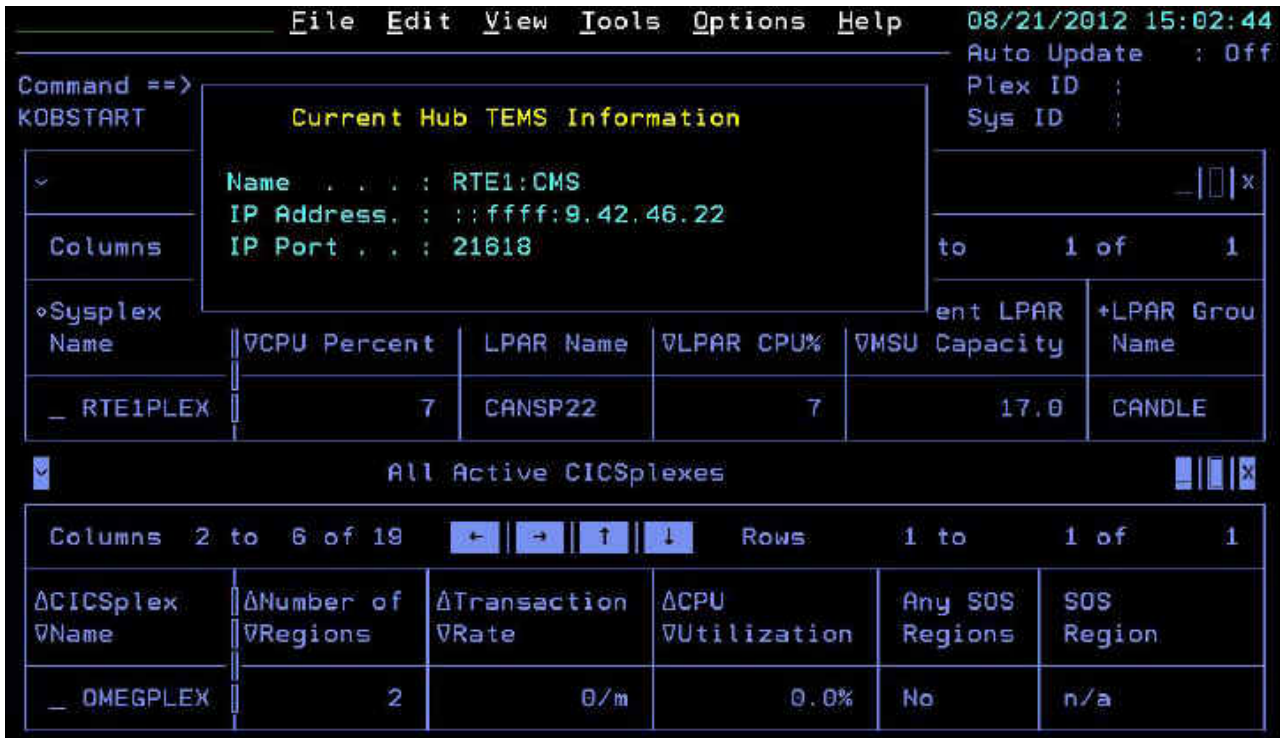 File Edit View Tools Options Help 08/21/2012 15:02:44
Auto Update : Off
Command ==> Plex ID :
KOBSTART Current Hub TEMS Information Sys ID :
Name . . . : RTE1:CMS _ x
IP Address. : ::ffff:9.42.46.22
Columns IP Port . . : 21618 to 1 of 1
⋄Sysplex ent LPAR +LPAR Grou
Name ∇CPU Percent LPAR Name ∇LPAR CPU% ∇MSU Capacity Name
_ RTE1PLEX 7 CANSP22 7 17.0 CANDLE
All Active CICSplexes _ x
Columns 2 to 6 of 19 ← → ↑ ↓ Rows 1 to 1 of 1
∆CICSplex ∆Number of ∆Transaction ∆CPU Any SOS SOS
∇Name ∇Regions ∇Rate ∇Utilization Regions Region
_ OMEGPLEX 2 0/m 0.0% No n/a